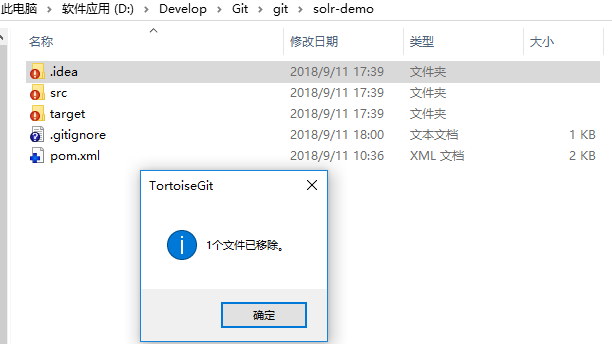 此电脑 > 软件应用 (D:) > Develop > Git > git > solr-demo
名称 修改日期 类型 大小
.idea 2018/9/11 17:39 文件夹
src 2018/9/11 17:39 文件夹
target 2018/9/11 17:39 文件夹
.gitignore 2018/9/11 18:00 文本文档 1 KB
pom.xml 2018/9/11 10:36 XML 文档 2 KB
TortoiseGit
1个文件已移除。
确定